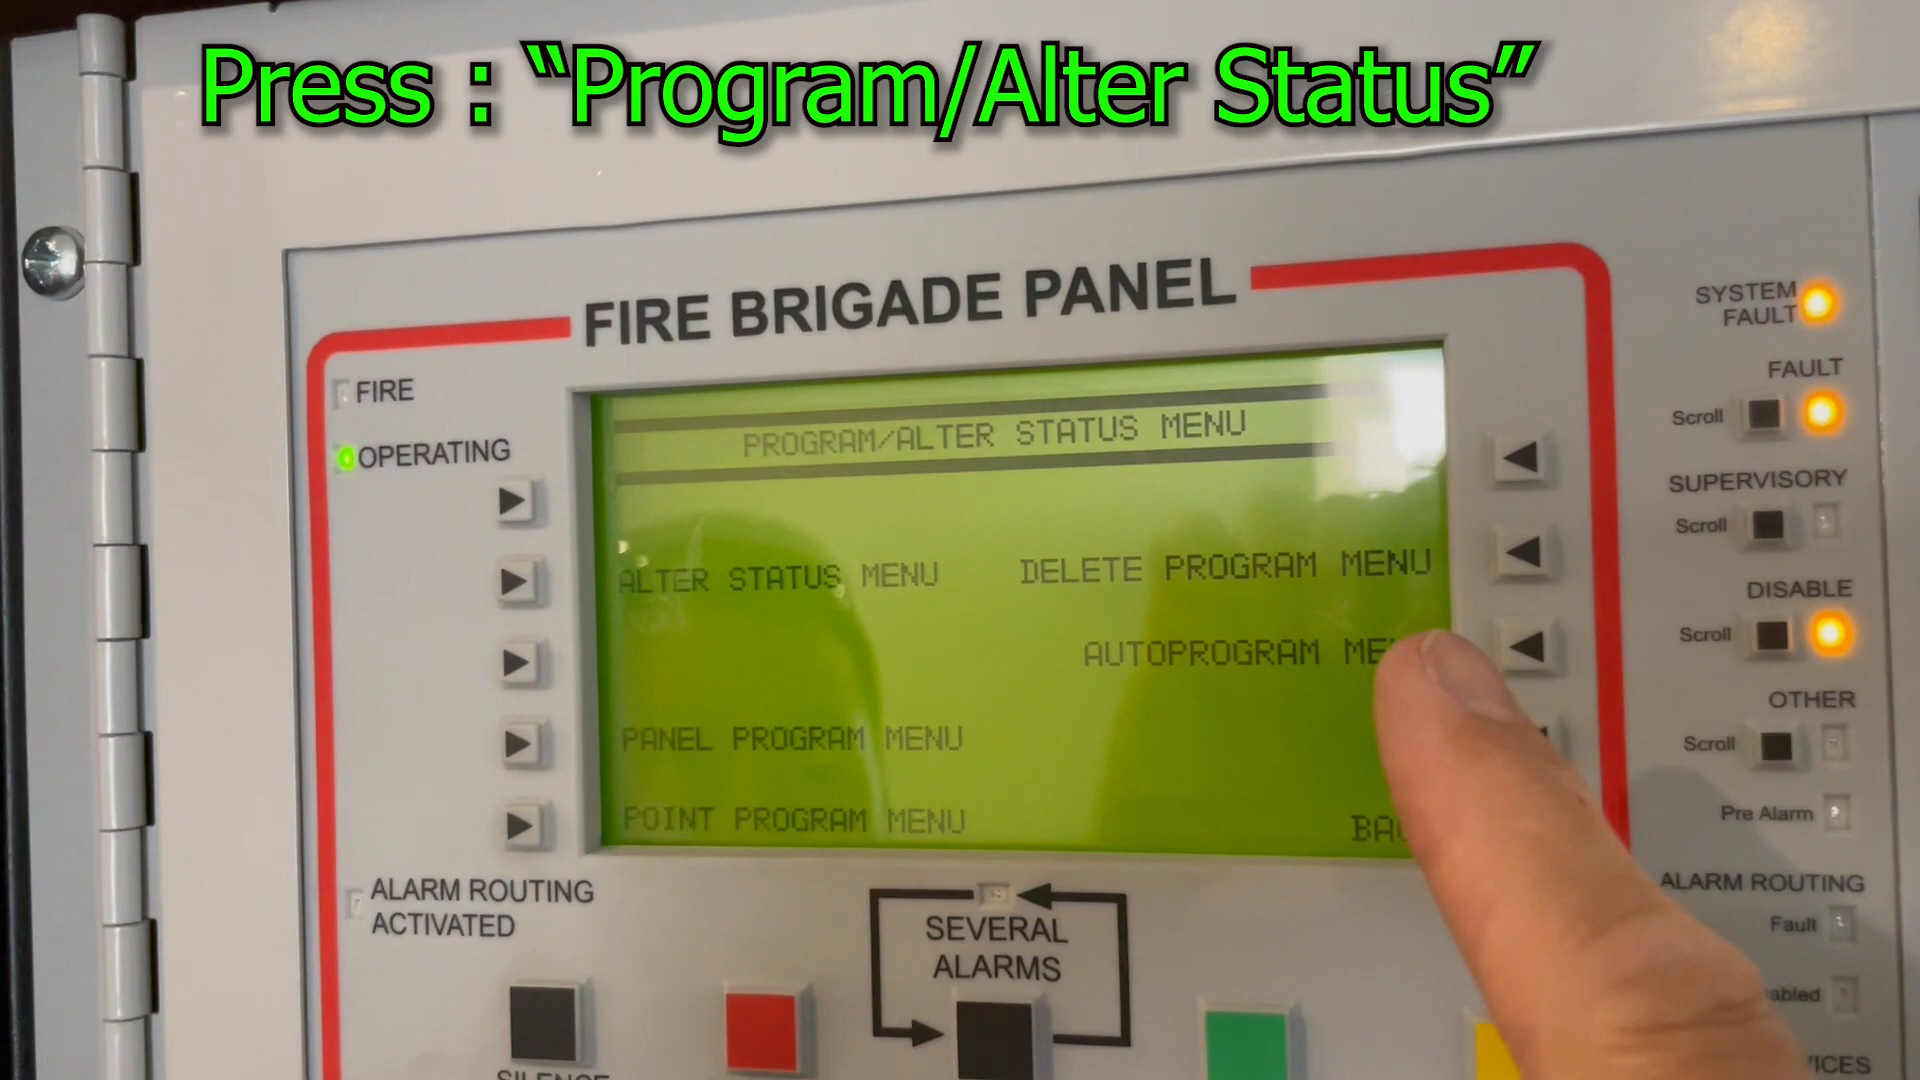 Press : “Program/Alter Status”
FIRE BRIGADE PANEL
FIRE
OPERATING
PROGRAM/ALTER STATUS MENU
ALTER STATUS MENU DELETE PROGRAM MENU
AUTOPROGRAM
PANEL PROGRAM MENU
POINT PROGRAM MENU
ALARM ROUTING
ACTIVATED
SEVERAL
ALARMS
SILENCE
SYSTEM
FAULT
FAULT
Scroll
SUPERVISORY
Scroll
DISABLE
Scroll
OTHER
Scroll
Pre Alarm
ALARM ROUTING
Fault